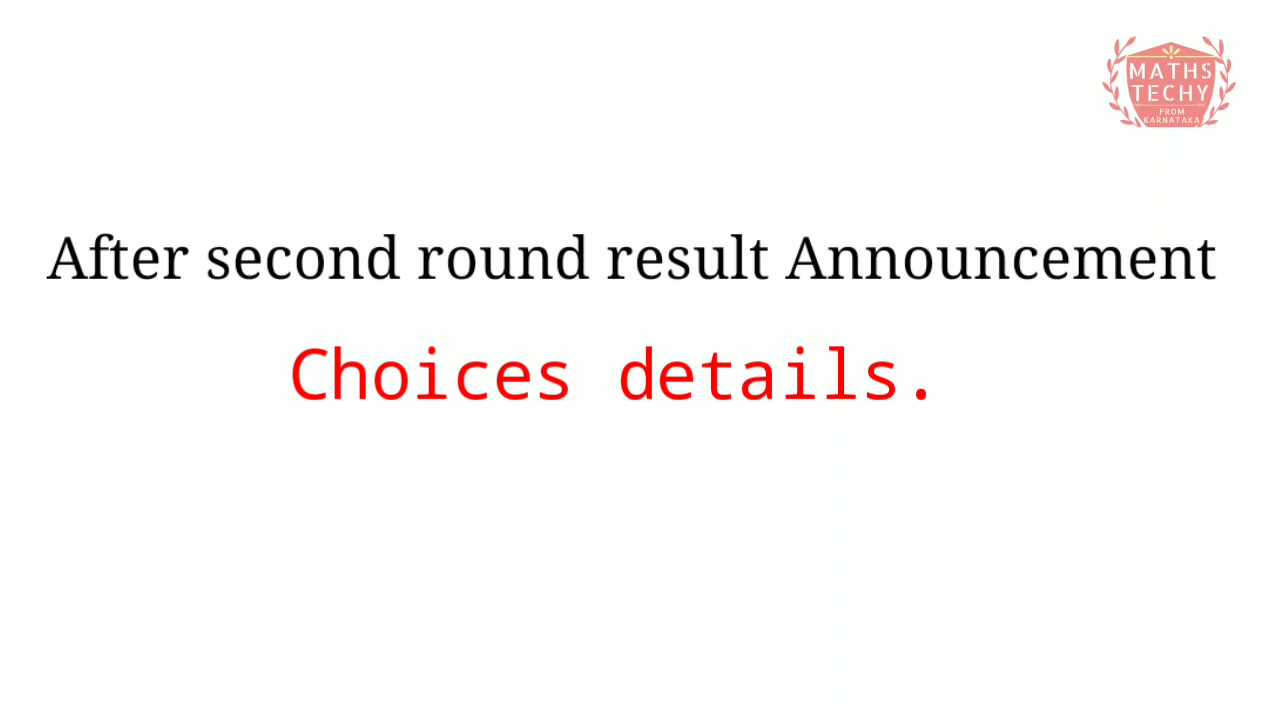 MATHS
TECHY
FROM
KARNATAKA
After second round result Announcement
Choices details.